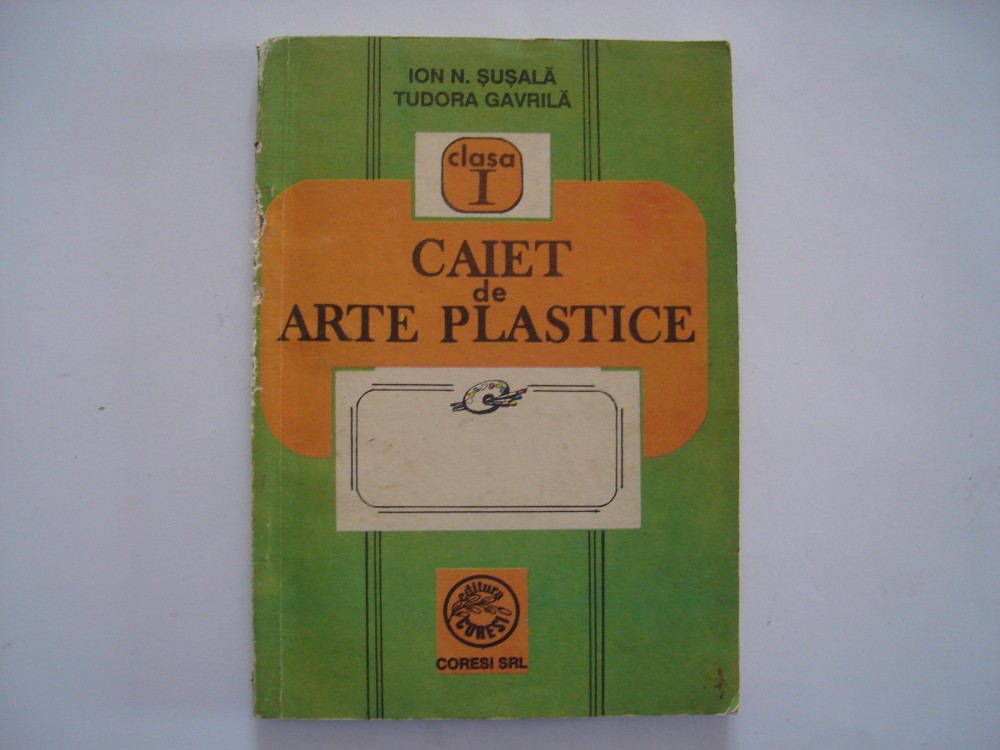 ION N. ŞUŞALĂ
TUDORA GAVRILĂ
clasa
I
CAIET
de
ARTE PLASTICE
editura
CORESI
CORESI SRL